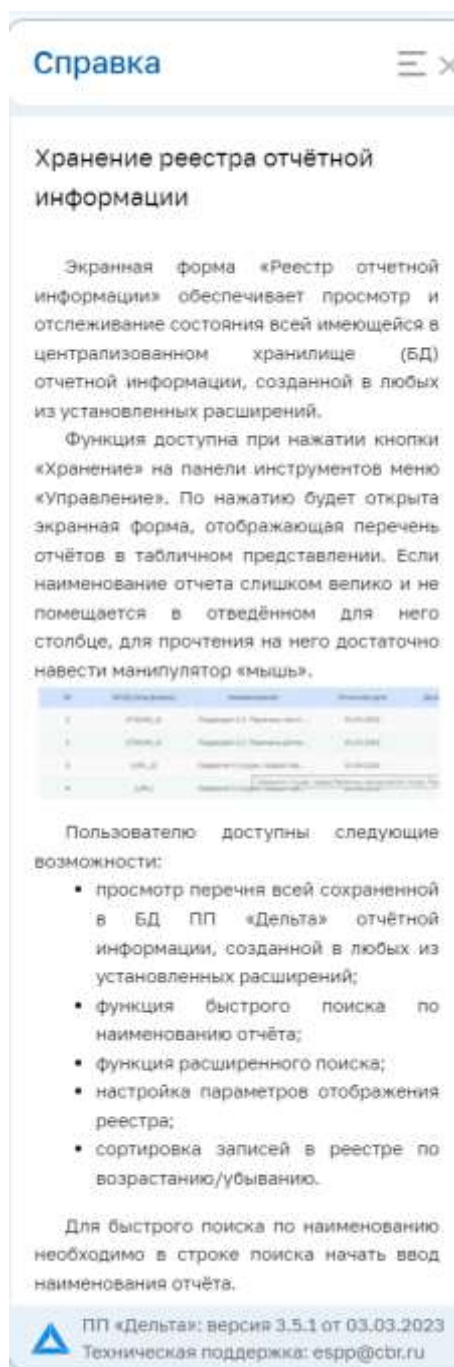 Справка
Хранение реестра отчётной
информации
Экранная форма «Реестр отчетной
информации» обеспечивает просмотр и
отслеживание состояния всей имеющейся в
централизованном хранилище (БД)
отчетной информации, созданной в любых
из установленных расширений.
Функция доступна при нажатии кнопки
«Хранение» на панели инструментов меню
«Управление». По нажатию будет открыта
экранная форма, отображающая перечень
отчётов в табличном представлении. Если
наименование отчета слишком велико и не
помещается в отведённом для него
столбце, для прочтения на него достаточно
навести манипулятор «мышь».
Пользователю доступны следующие
возможности:
▪ просмотр перечня всей сохраненной
в БД ПП «Дельта» отчётной
информации, созданной в любых из
установленных расширений;
▪ функция быстрого поиска по
наименованию отчёта;
▪ функция расширенного поиска;
▪ настройка параметров отображения
реестра;
▪ сортировка записей в реестре по
возрастанию/убыванию.
Для быстрого поиска по наименованию
необходимо в строке поиска начать ввод
наименования отчёта.
ПП «Дельта»: версия 3.5.1 от 03.03.2023
Техническая поддержка: espp@cbr.ru